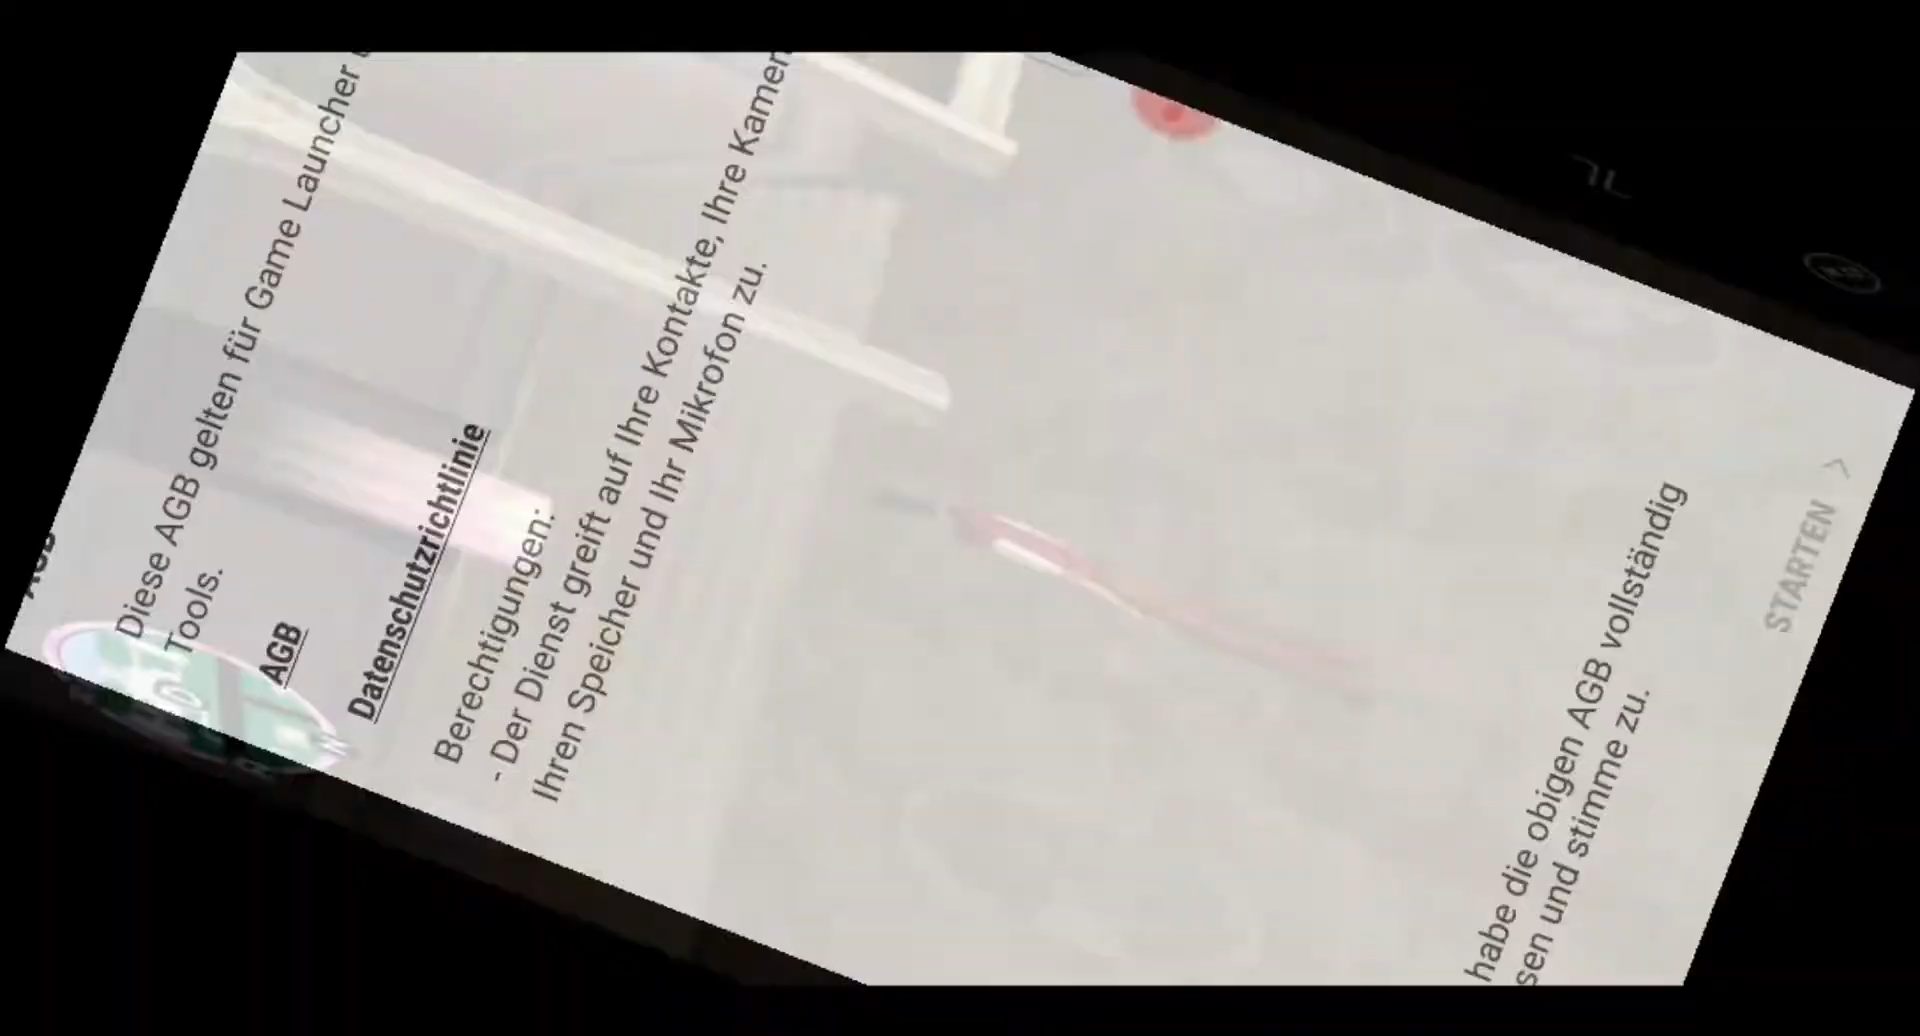 AGB
Diese AGB gelten für Game Launcher
Tools.
AGB
Datenschutzrichtlinie
Berechtigungen:
- Der Dienst greift auf Ihre Kontakte, Ihre Kamer
Ihren Speicher und Ihr Mikrofon zu.
habe die obigen AGB vollständig
sen und stimme zu.
STARTEN >